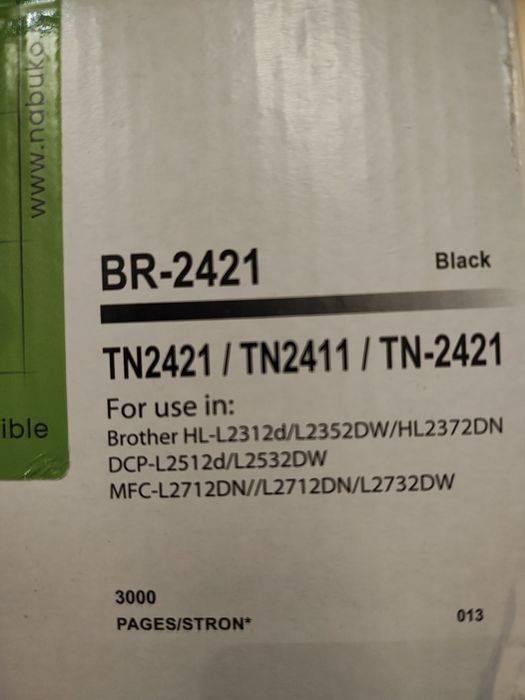 www.nabuko.
BR-2421
Black
TN2421 / TN2411 / TN-2421
For use in:
Brother HL-L2312d/L2352DW/HL2372DN
DCP-L2512d/L2532DW
MFC-L2712DN//L2712DN/L2732DW
ible
3000
PAGES/STRON*
013